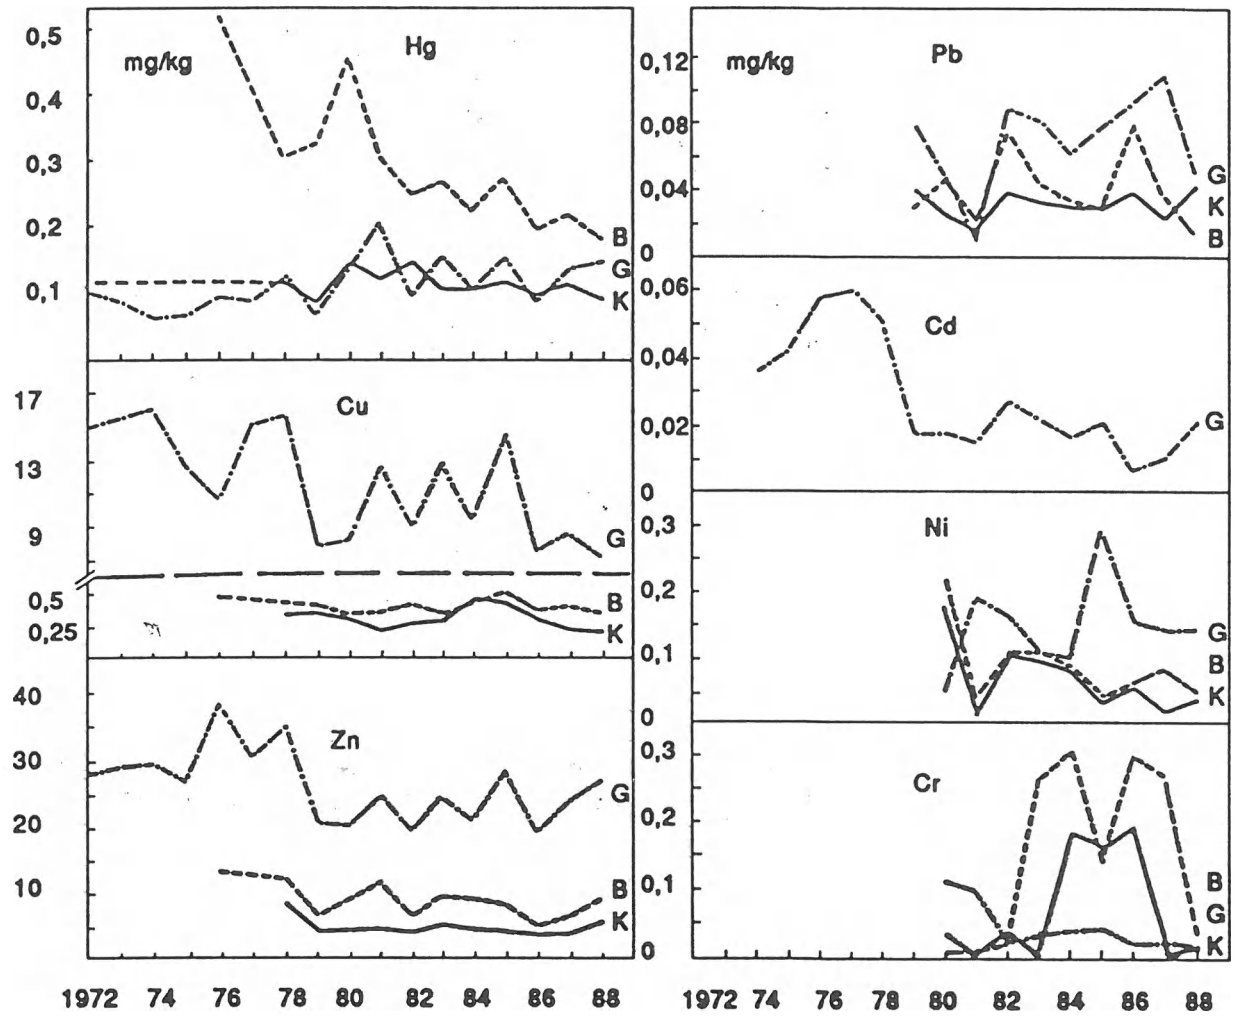 Hg
mg/kg
0,5
0,4
0,3
0,2
0,1
B
G
K
Cu
17
13
9
0,5
0,25
G
B
K
Zn
40
30
20
10
G
B
K
1972 74 76 78 80 82 84 86 88
Pb
mg/kg
0,12
0,08
0,04
0
G
K
B
Cd
0,06
0,04
0,02
0
G
Ni
0,3
0,2
0,1
0
G
B
K
Cr
0,3
0,2
0,1
0
B
G
K
1972 74 76 78 80 82 84 86 88